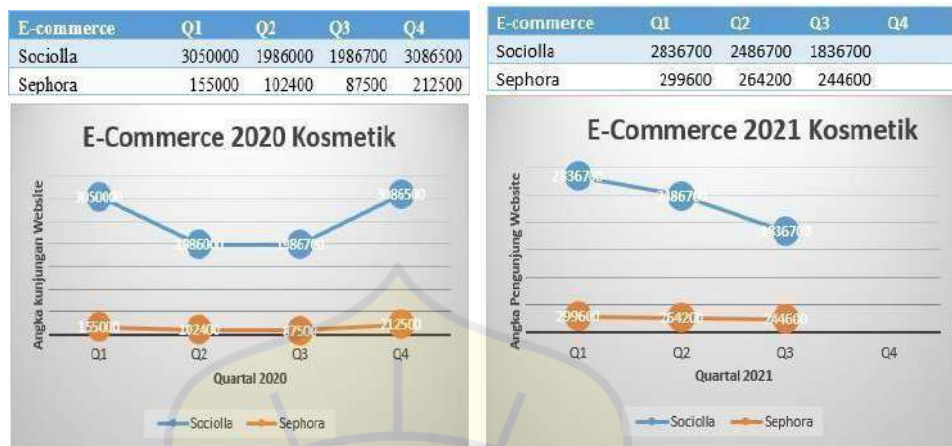 E-commerce Q1 Q2 Q3 Q4
Sociolla 3050000 1986000 1986700 3086500
Sephora 155000 102400 87500 212500
E-Commerce 2020 Kosmetik
Angka kunjungan Website
3050000 1986000 1986700 3086500
155000 102400 87500 212500
Q1 Q2 Q3 Q4
Quartal 2020
Sociolla Sephora
E-commerce Q1 Q2 Q3 Q4
Sociolla 2836700 2486700 1836700
Sephora 299600 264200 244600
E-Commerce 2021 Kosmetik
Angka Pengunjung Website
2836700 2486700 1836700
299600 264200 244600
Q1 Q2 Q3 Q4
Quartal 2021
Sociolla Sephora